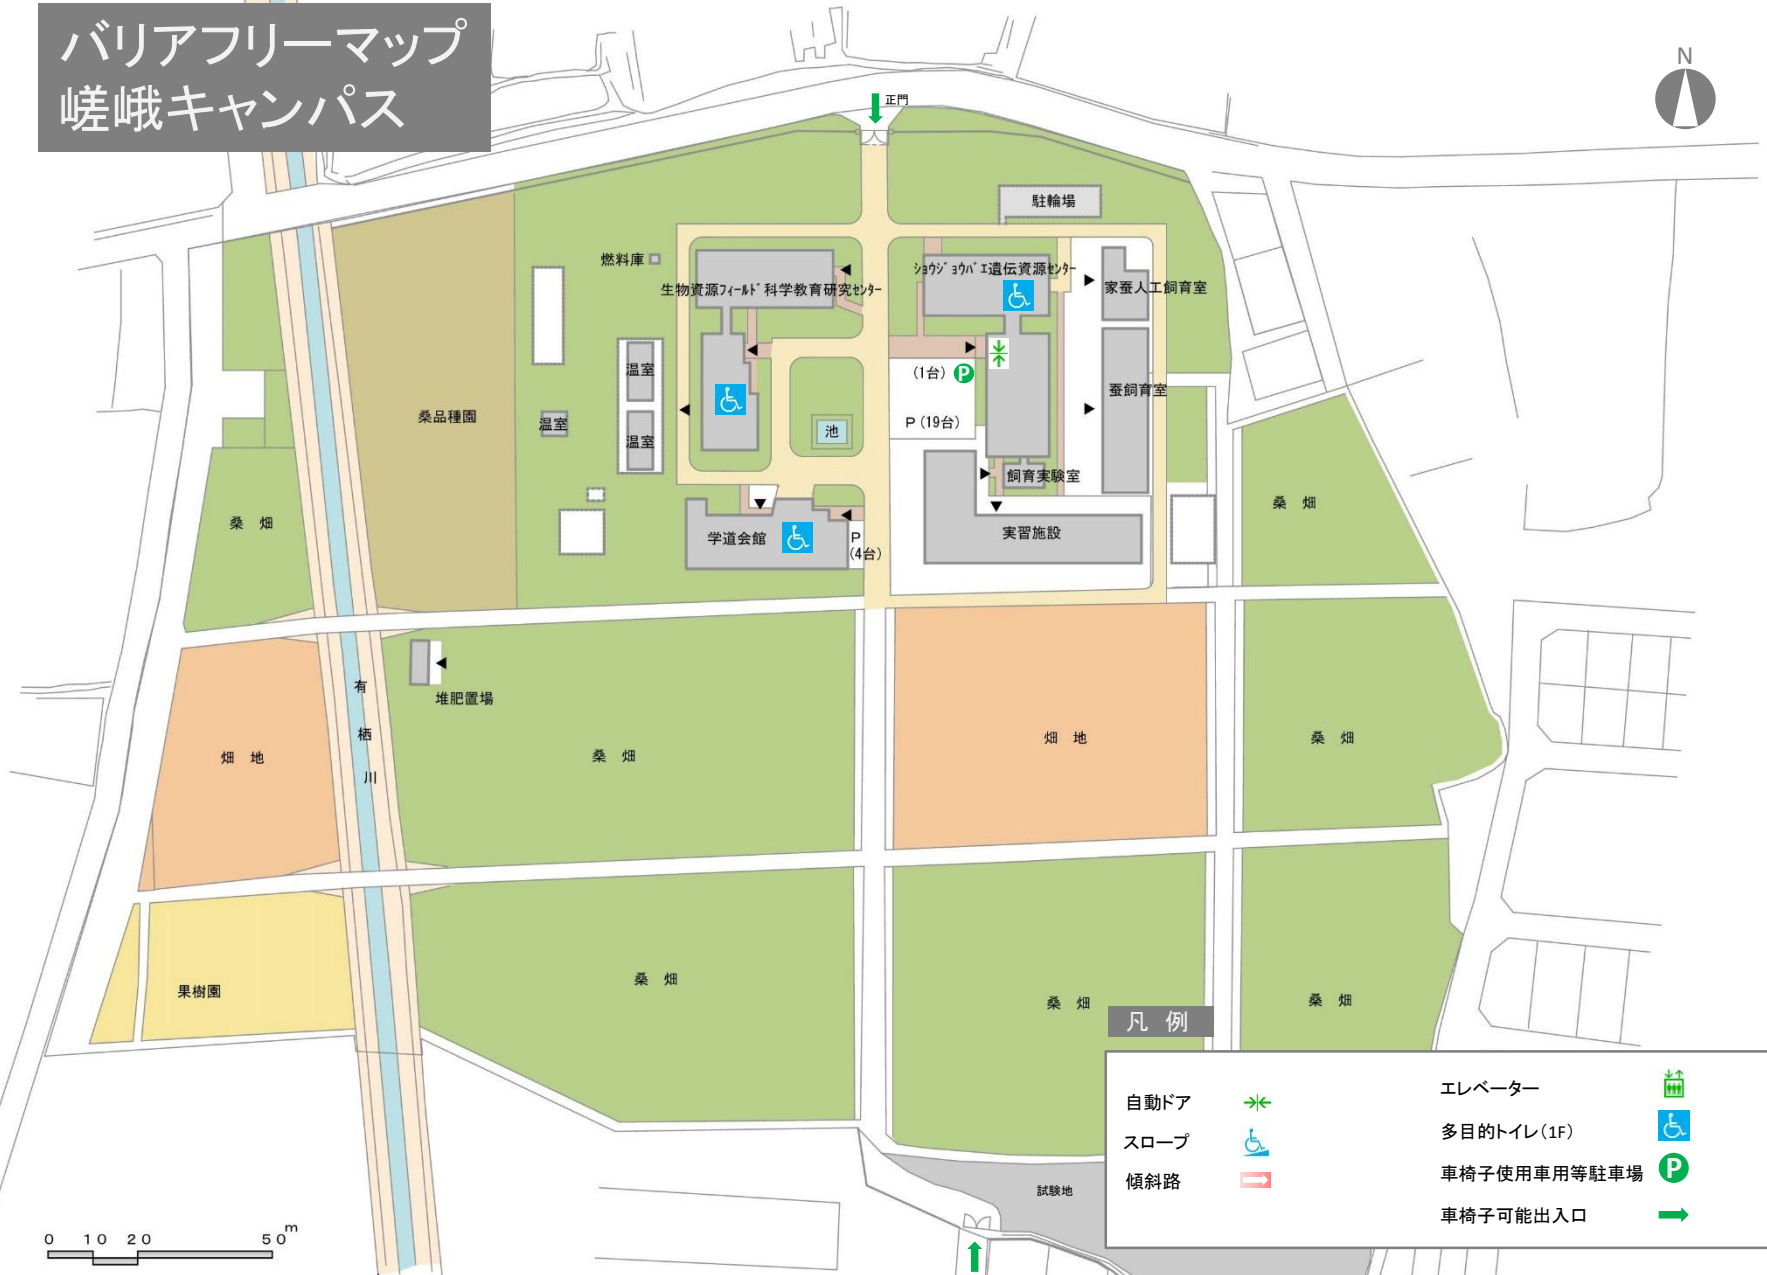 バリアフリーマップ
嵯峨キャンパス
N
正門
駐輪場
燃料庫
生物資源フィールド科学教育研究センター
ショウジョウバエ遺伝資源センター
家蚕人工飼育室
温室
温室
温室
桑品種園
池
(1台) P
P (19台)
蚕飼育室
飼育実験室
学道会館
P
(4台)
実習施設
桑 畑
桑 畑
有
栖
川
堆肥置場
畑 地
桑 畑
畑 地
桑 畑
果樹園
桑 畑
桑 畑
桑 畑
試験地
凡 例
自動ドア
スロープ
傾斜路
エレベーター
多目的トイレ(1F)
車椅子使用車用等駐車場 P
車椅子可能出入口
0 10 20 50 m